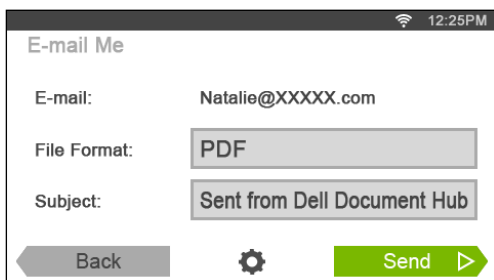 12:25PM
E-mail Me
E-mail: Natalie@XXXXX.com
File Format: PDF
Subject: Sent from Dell Document Hub
Back Send